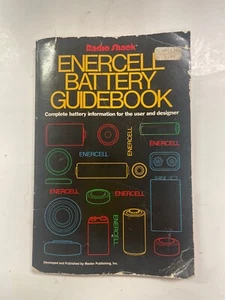 Radio Shack
ENERCELL
BATTERY
GUIDEBOOK
Complete battery information for the user and designer
ENERCELL
ENERCELL
ENERCELL
ENERCELL
ENERCELL
ENERCELL
ENERCELL
Developed and Published by Master Publishing, Inc.